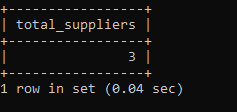 +-----------------+
| total_suppliers |
+-----------------+
|               3 |
+-----------------+
1 row in set (0.04 sec)